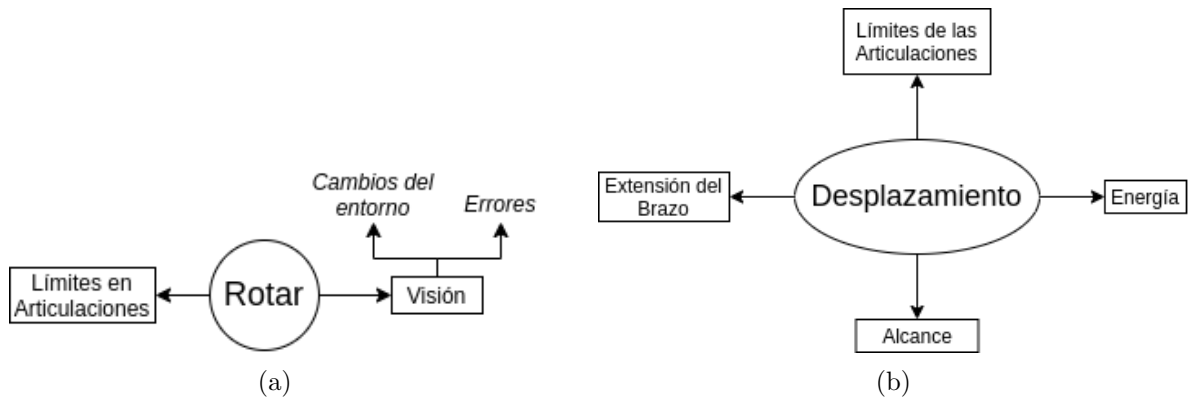 Cambios del
entorno
Errores
Límites en
Articulaciones
Rotar
Visión
(a)
Límites de las
Articulaciones
Extensión del
Brazo
Desplazamiento
Energía
Alcance
(b)